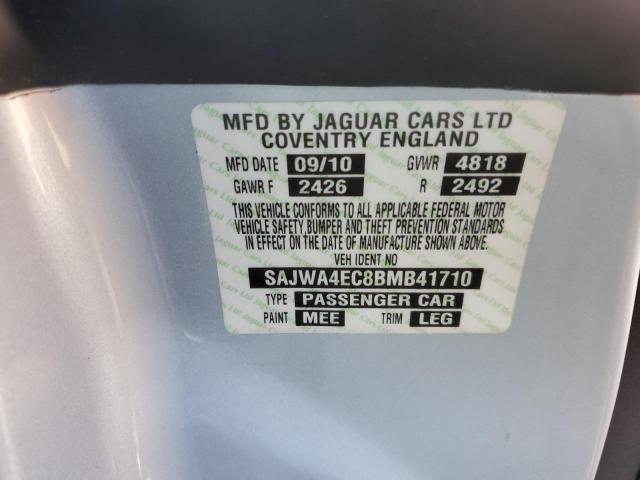 MFD BY JAGUAR CARS LTD
COVENTRY ENGLAND
MFD DATE 09/10 GVWR 4818
GAWR F 2426 R 2492
THIS VEHICLE CONFORMS TO ALL APPLICABLE FEDERAL MOTOR
VEHICLE SAFETY, BUMPER AND THEFT PREVENTION STANDARDS
IN EFFECT ON THE DATE OF MANUFACTURE SHOWN ABOVE.
VEH IDENT NO
SAJWA4EC8BMB41710
TYPE PASSENGER CAR
PAINT MEE TRIM LEG